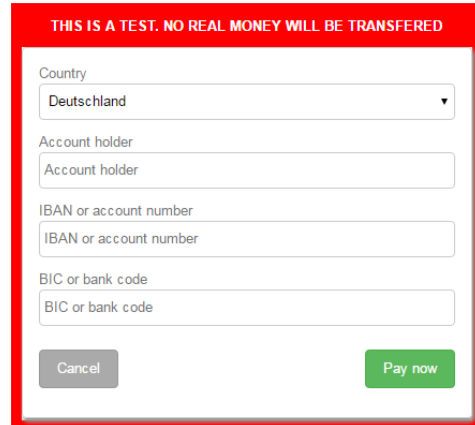 THIS IS A TEST. NO REAL MONEY WILL BE TRANSFERED
Country
Deutschland
Account holder
Account holder
IBAN or account number
IBAN or account number
BIC or bank code
BIC or bank code
Cancel
Pay now